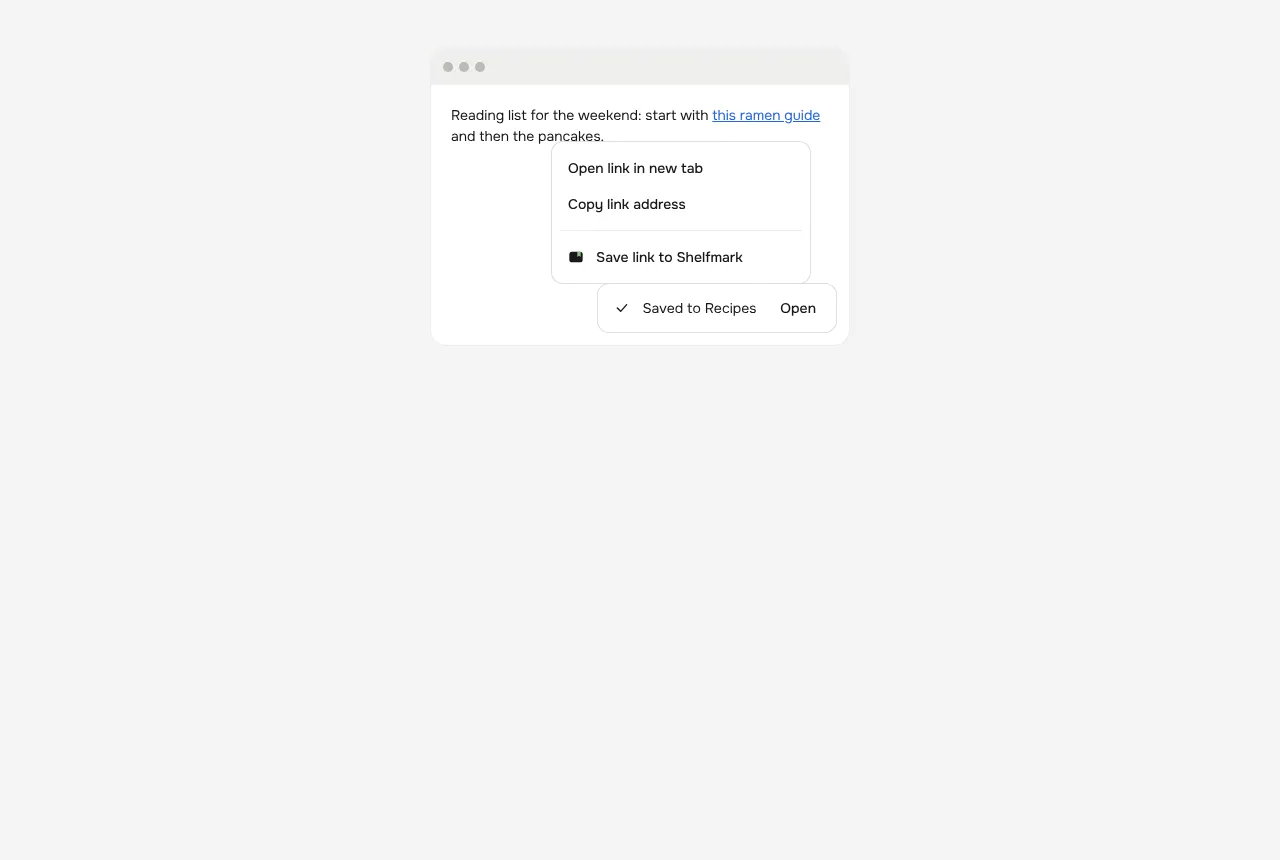 Reading list for the weekend: start with this ramen guide
and then the pancakes.
Open link in new tab
Copy link address
Save link to Shelfmark
Saved to Recipes Open